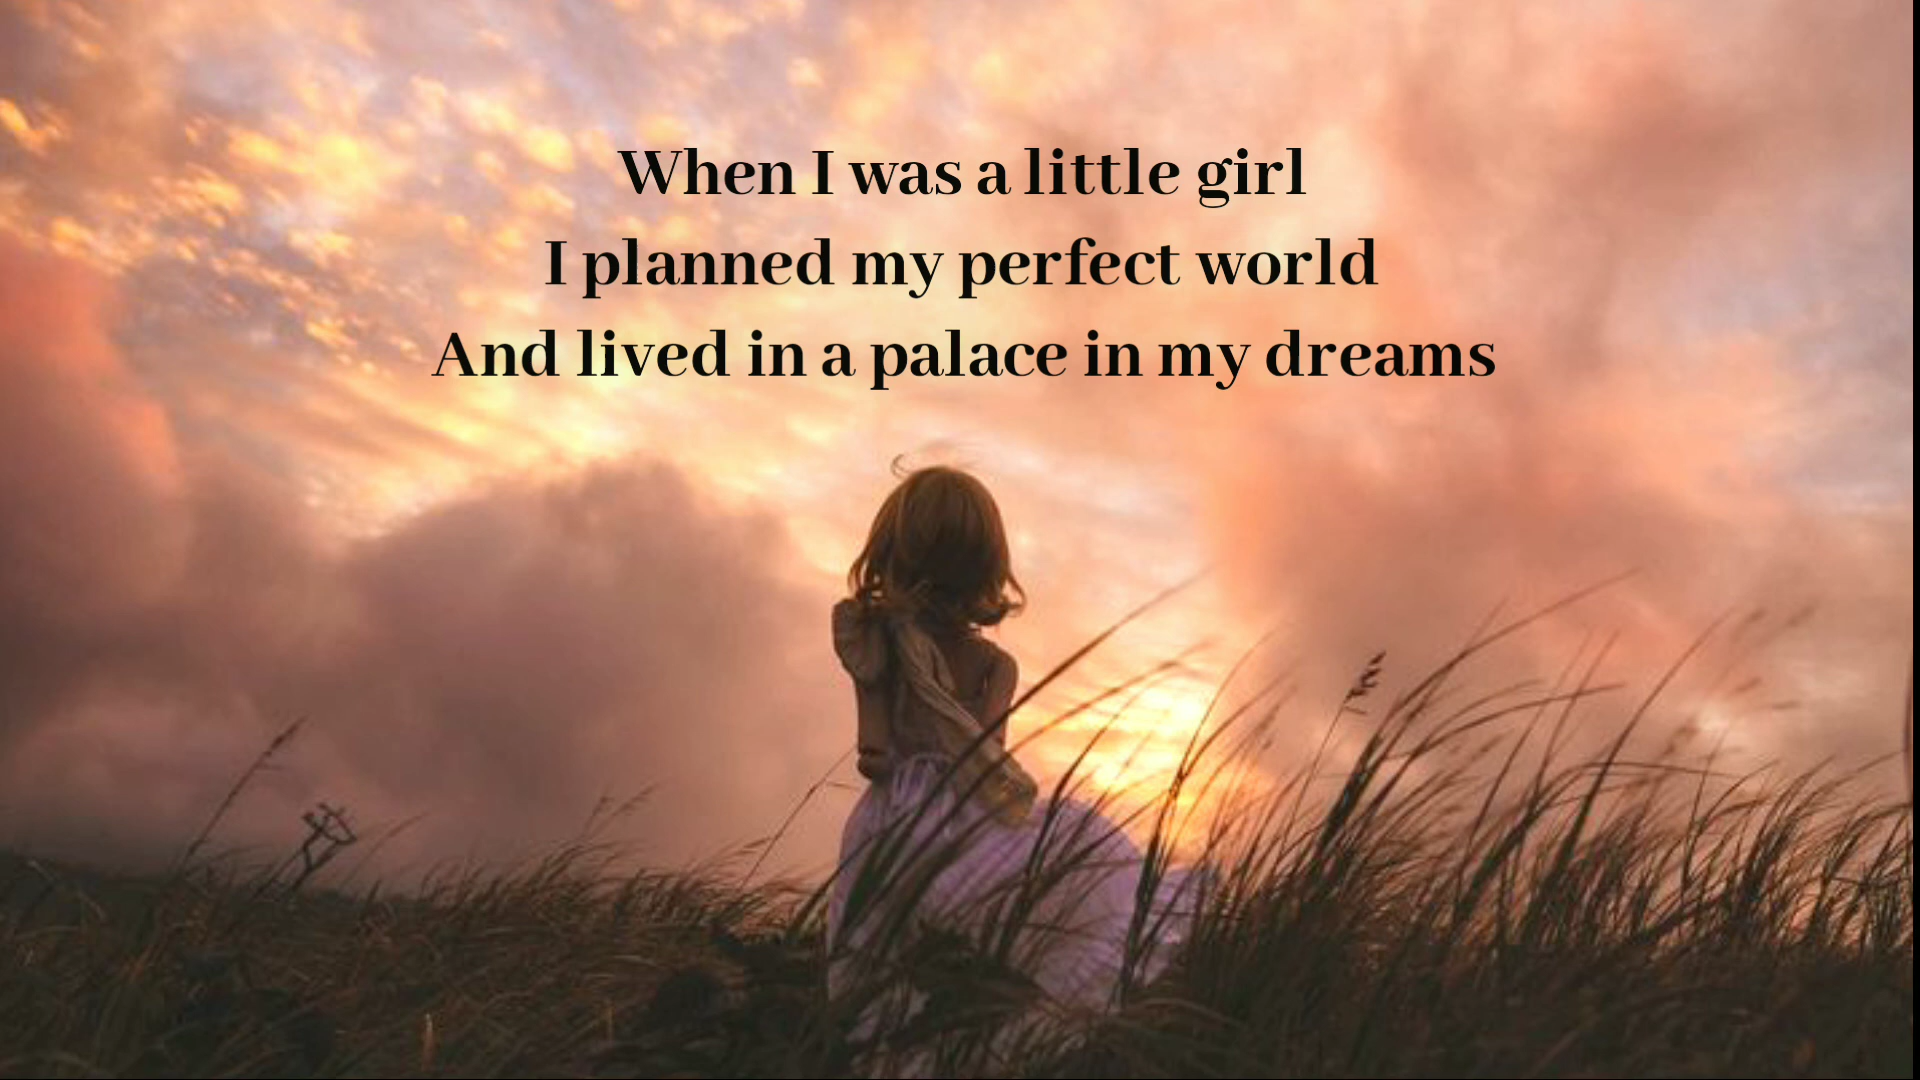 When I was a little girl
I planned my perfect world
And lived in a palace in my dreams